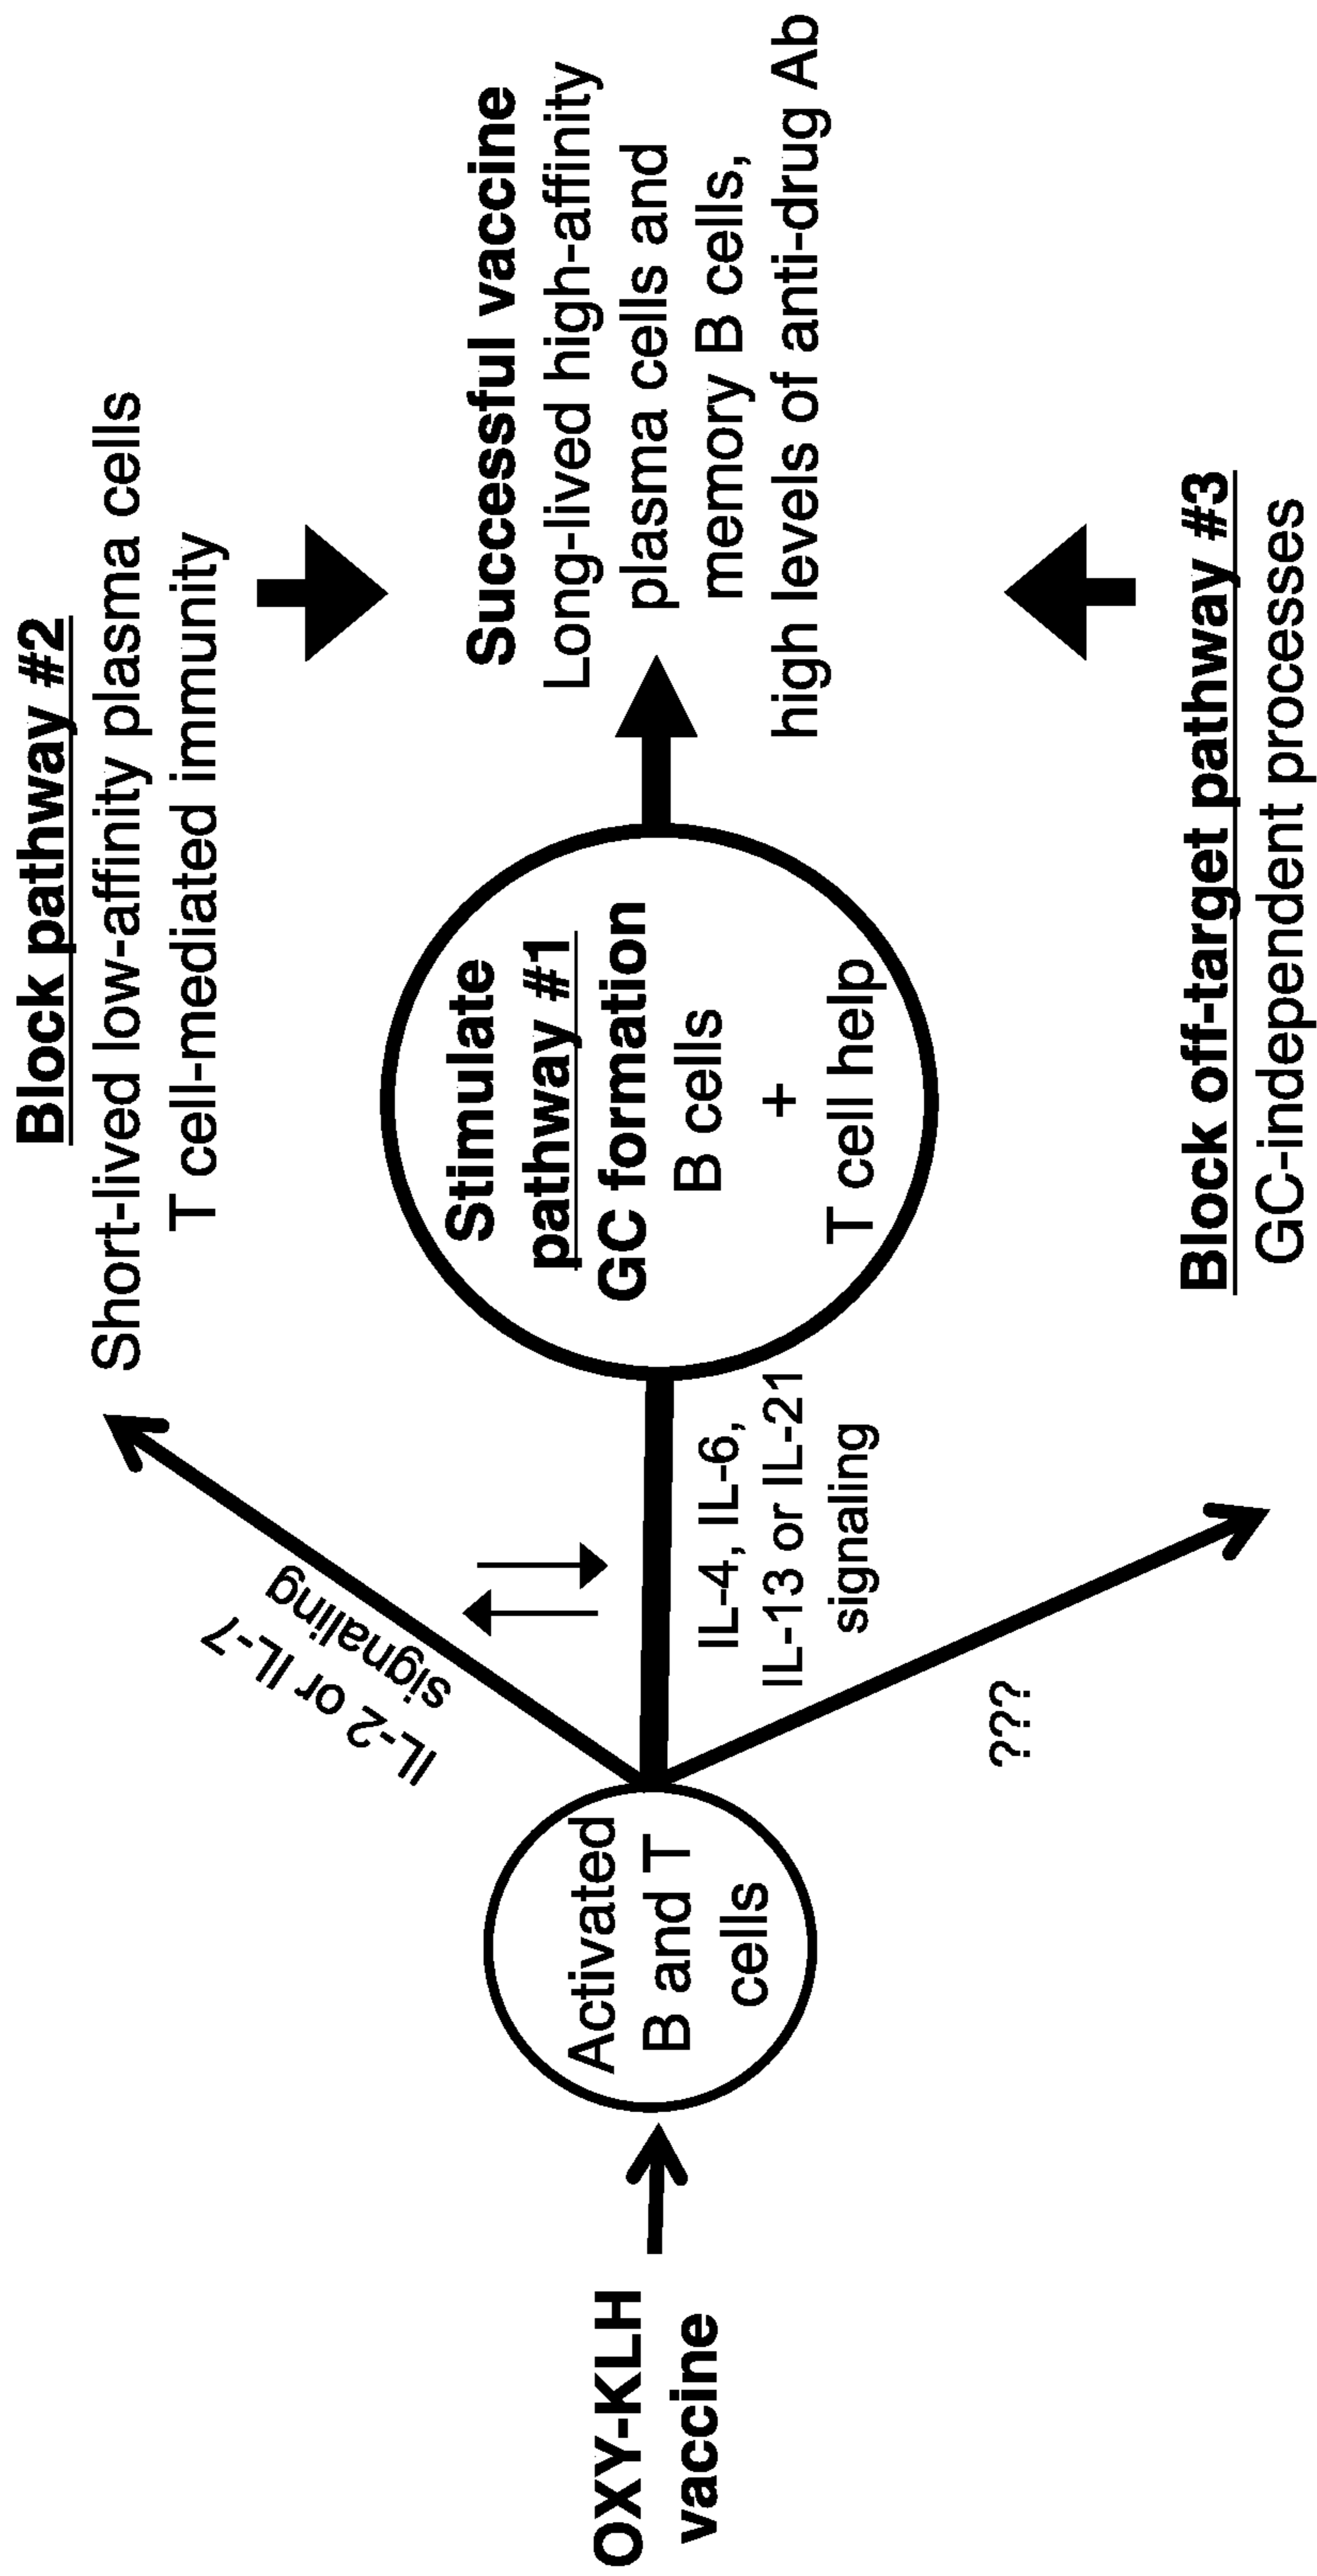 OXY-KLH
vaccine
Activated
B and T
cells
IL-2 or IL-7
signaling
IL-4, IL-6,
IL-13 or IL-21
signaling
???
Block pathway #2
Short-lived low-affinity plasma cells
T cell-mediated immunity
Stimulate
pathway #1
GC formation
B cells
+
T cell help
Block off-target pathway #3
GC-independent processes
Successful vaccine
Long-lived high-affinity
plasma cells and
memory B cells,
high levels of anti-drug Ab